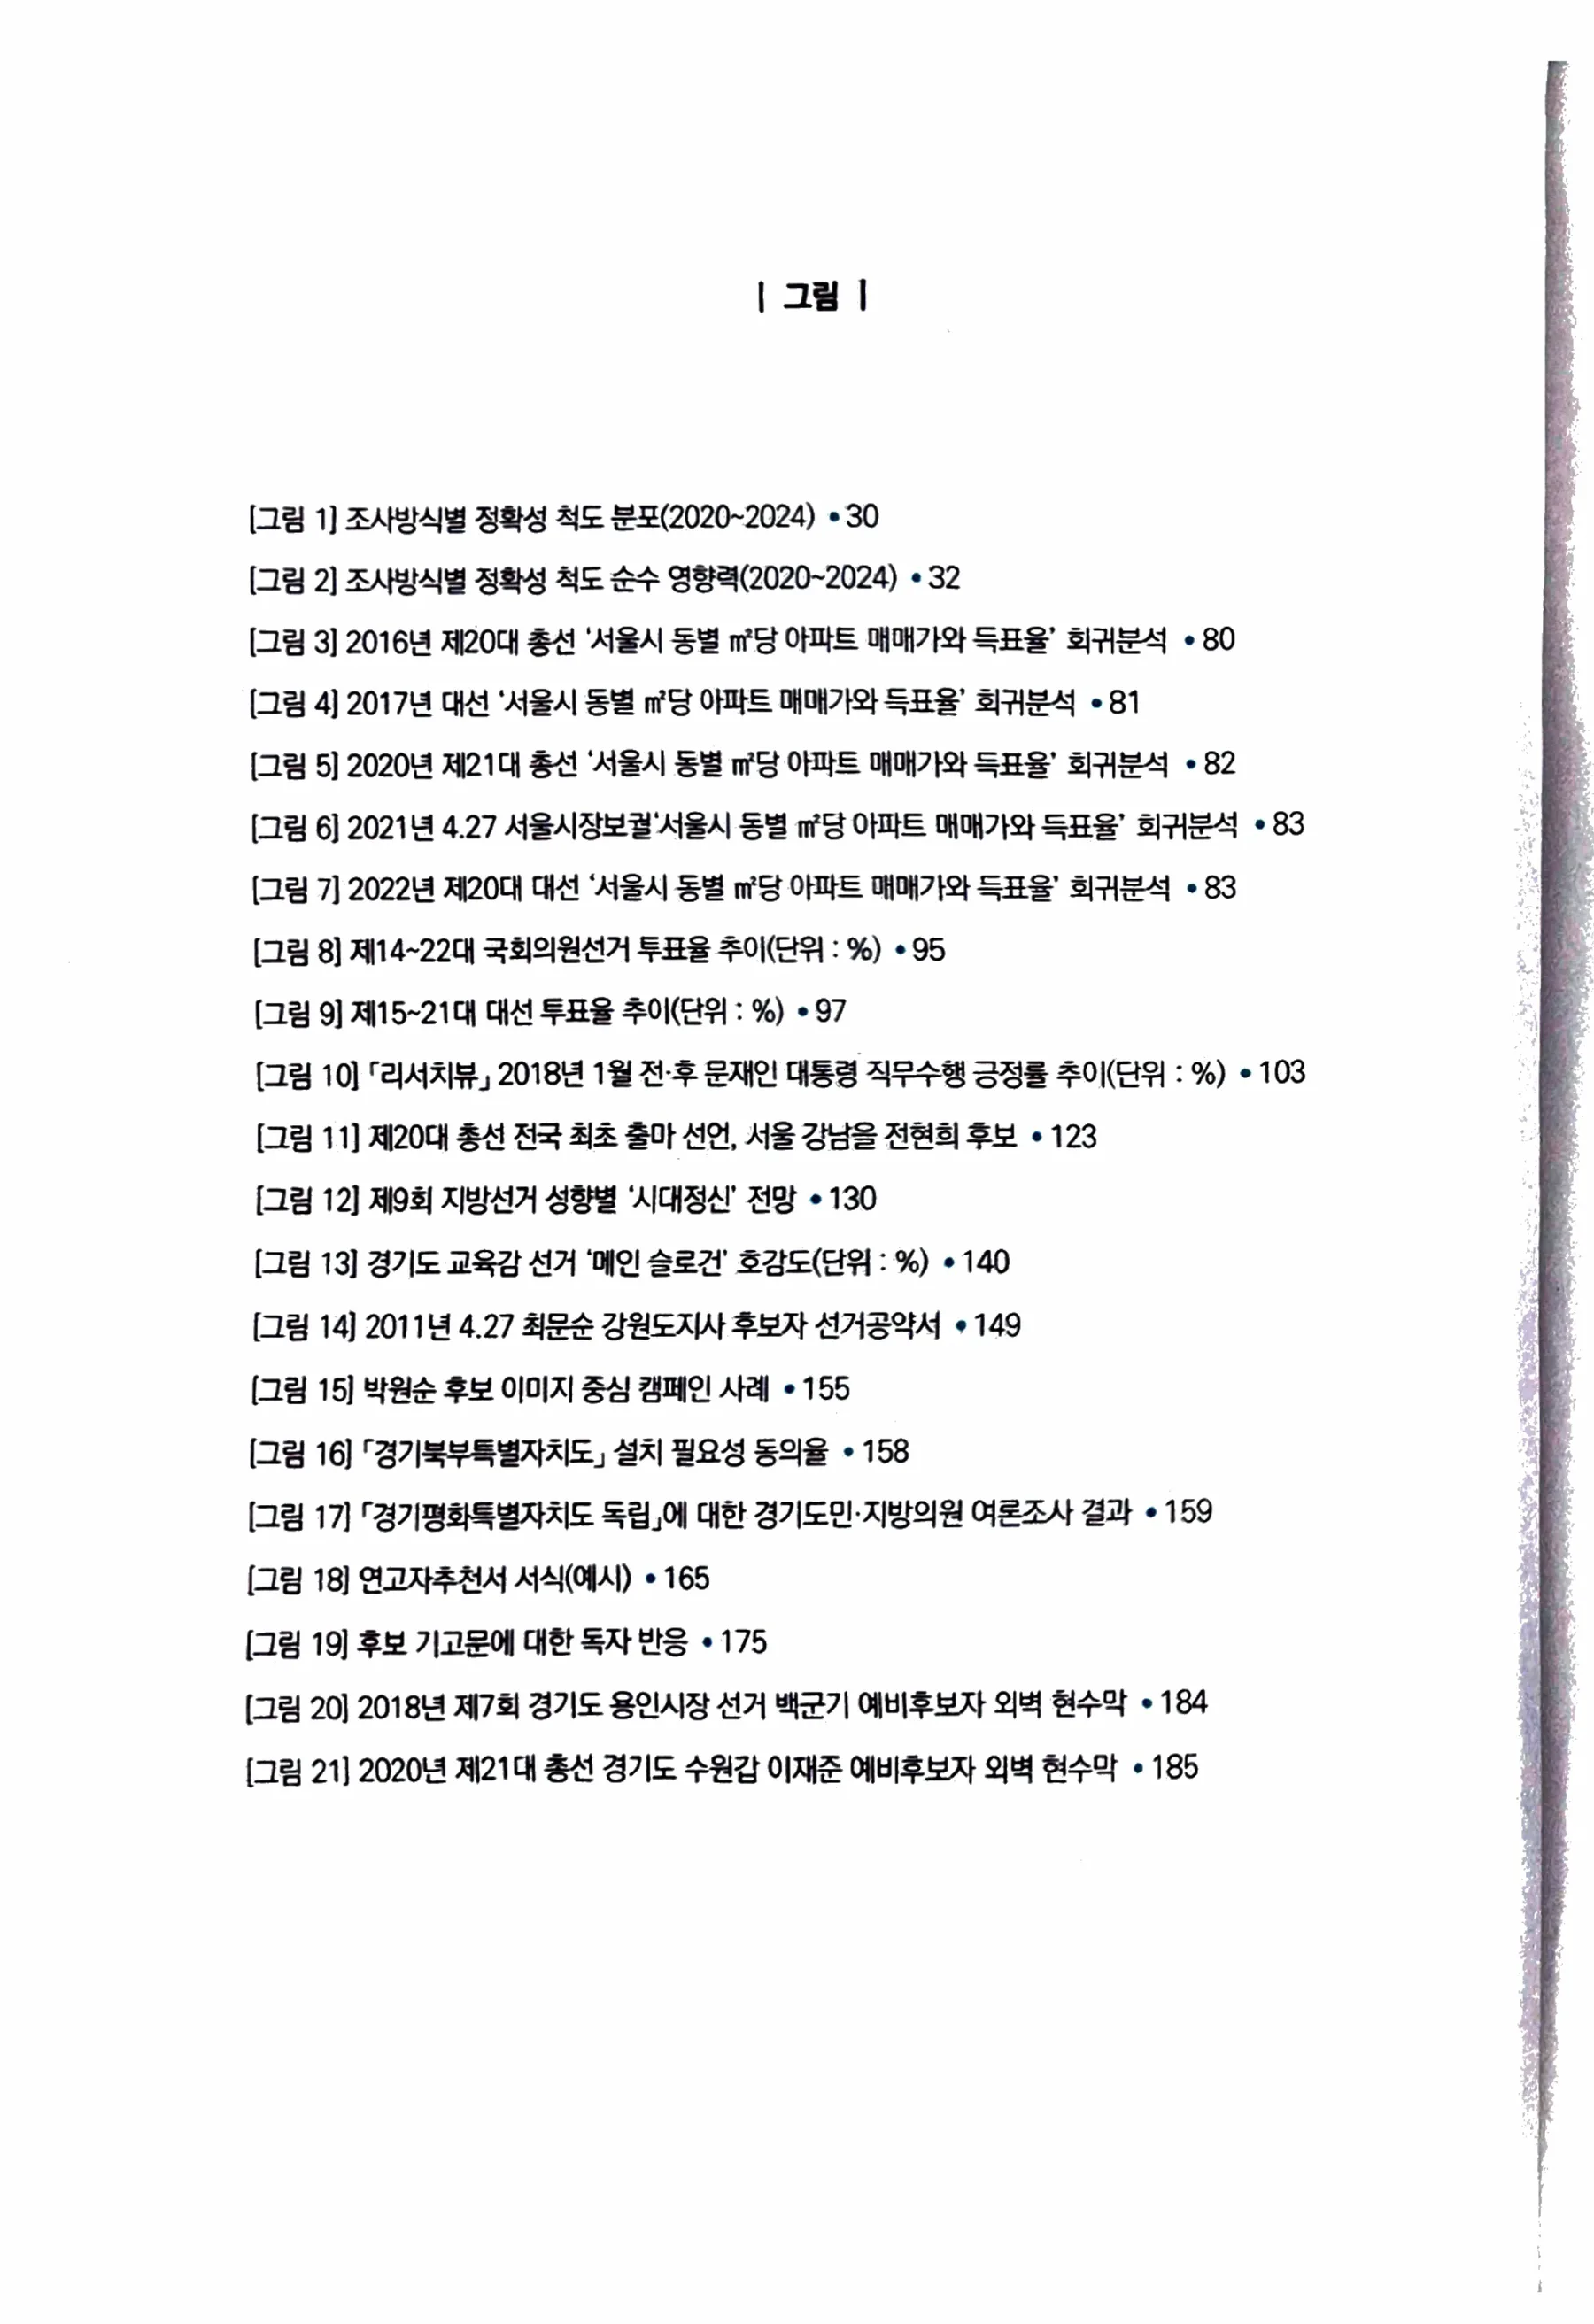 | 그림 |
[그림 1] 조사방식별 정확성 척도 분포(2020~2024) •30
[그림 2] 조사방식별 정확성 척도 순수 영향력(2020~2024) •32
[그림 3] 2016년 제20대 총선 ‘서울시 동별 ㎡당 아파트 매매가와 득표율’ 회귀분석 •80
[그림 4] 2017년 대선 ‘서울시 동별 ㎡당 아파트 매매가와 득표율’ 회귀분석 •81
[그림 5] 2020년 제21대 총선 ‘서울시 동별 ㎡당 아파트 매매가와 득표율’ 회귀분석 •82
[그림 6] 2021년 4.27 서울시장보궐‘서울시 동별 ㎡당 아파트 매매가와 득표율’ 회귀분석 •83
[그림 7] 2022년 제20대 대선 ‘서울시 동별 ㎡당 아파트 매매가와 득표율’ 회귀분석 •83
[그림 8] 제14~22대 국회의원선거 투표율 추이(단위 : %) •95
[그림 9] 제15~21대 대선 투표율 추이(단위 : %) •97
[그림 10] 「리서치뷰」 2018년 1월 전·후 문재인 대통령 직무수행 긍정률 추이(단위 : %) •103
[그림 11] 제20대 총선 전국 최초 출마 선언, 서울 강남을 전현희 후보 •123
[그림 12] 제9회 지방선거 성향별 ‘시대정신’ 전망 •130
[그림 13] 경기도 교육감 선거 ‘메인 슬로건’ 호감도(단위 : %) •140
[그림 14] 2011년 4.27 최문순 강원도지사 후보자 선거공약서 •149
[그림 15] 박원순 후보 이미지 중심 캠페인 사례 •155
[그림 16] 「경기북부특별자치도」 설치 필요성 동의율 •158
[그림 17] 「경기평화특별자치도 독립」에 대한 경기도민·지방의원 여론조사 결과 •159
[그림 18] 연고자추천서 서식(예시) •165
[그림 19] 후보 기고문에 대한 독자 반응 •175
[그림 20] 2018년 제7회 경기도 용인시장 선거 백군기 예비후보자 외벽 현수막 •184
[그림 21] 2020년 제21대 총선 경기도 수원갑 이재준 예비후보자 외벽 현수막 •185